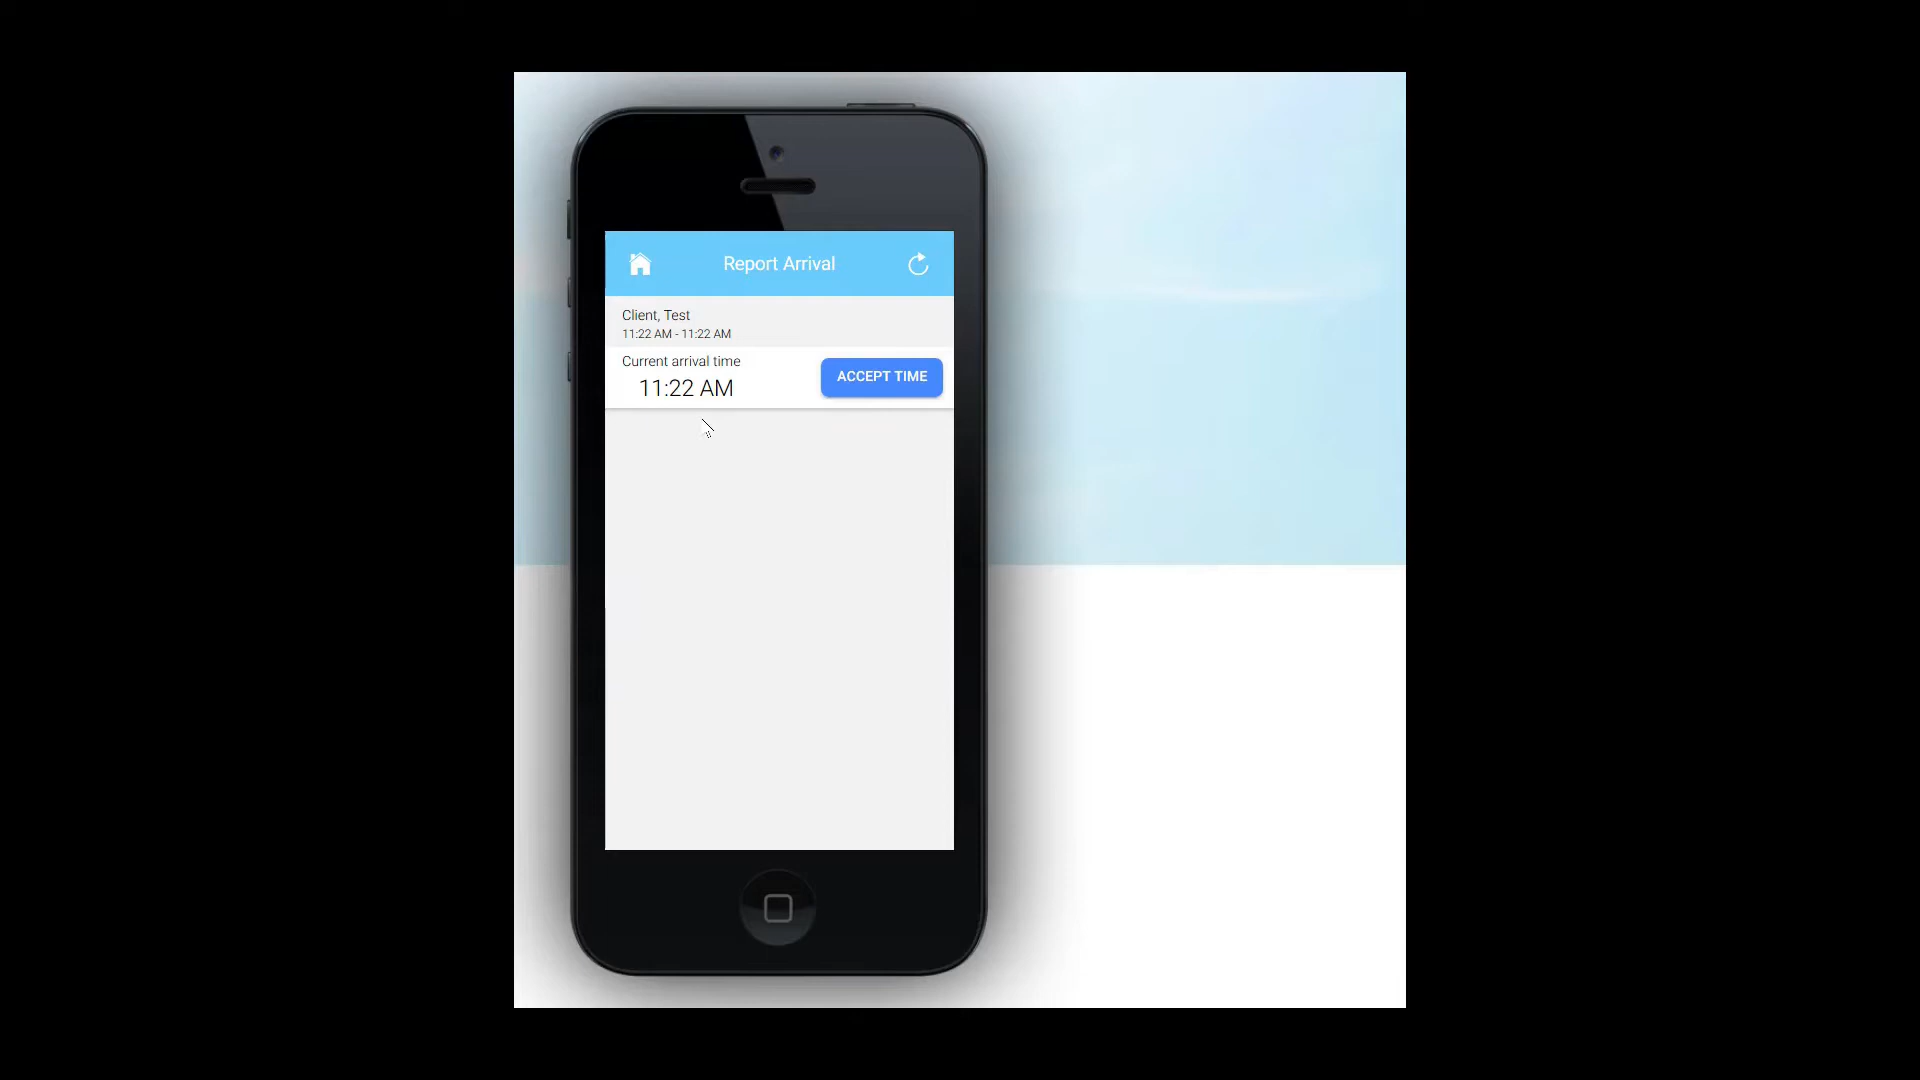 Report Arrival
Client, Test
11:22 AM - 11:22 AM
Current arrival time
11:22 AM
ACCEPT TIME